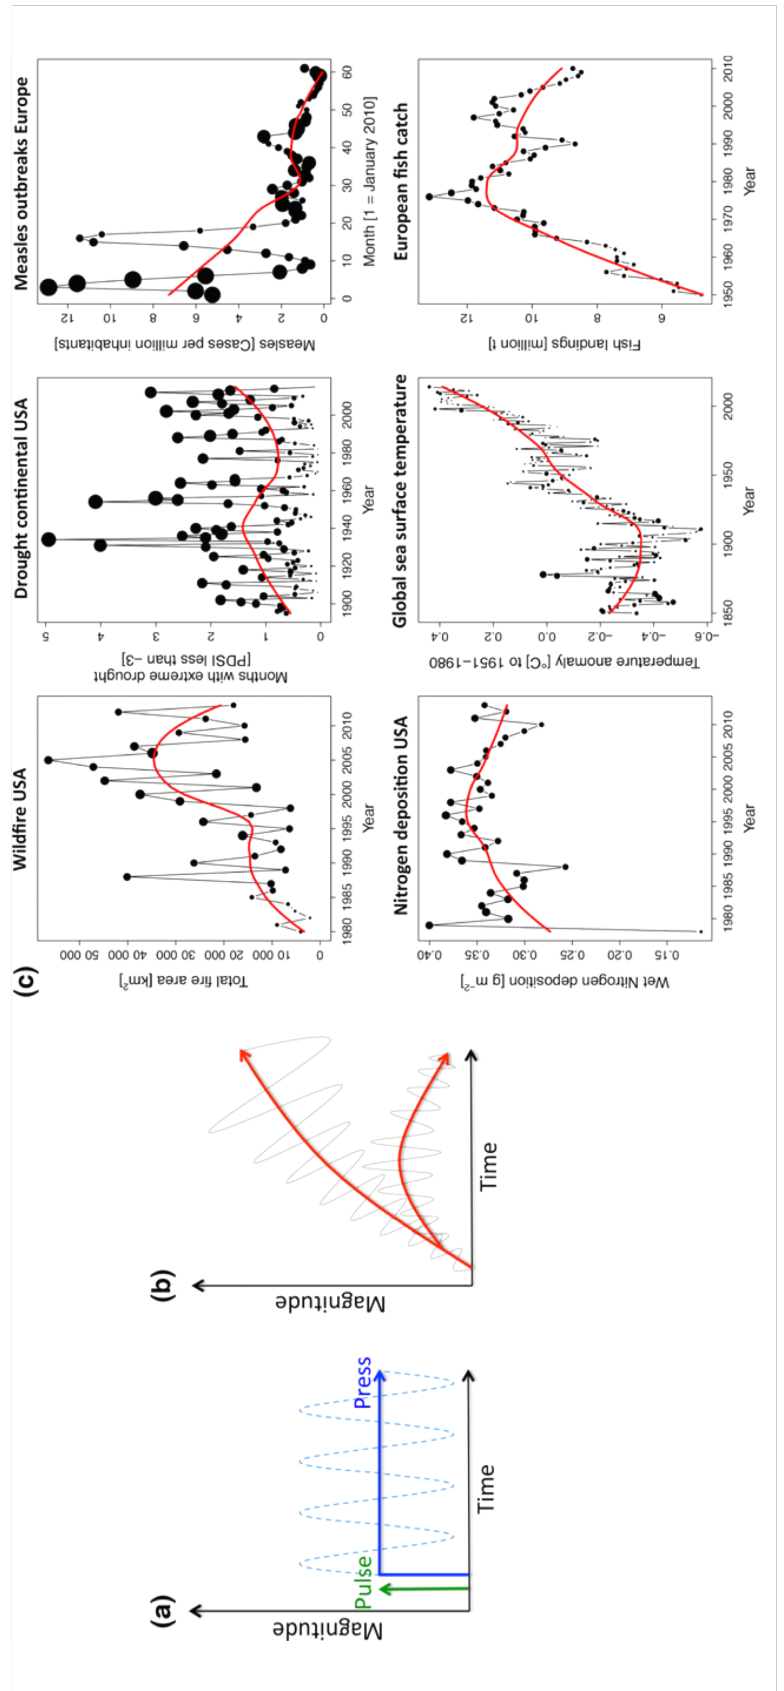 (a)
Magnitude
Pulse
Press
Time
(b)
Magnitude
Time
(c)
Wildfire USA
Total fire area [km²]
50 000
40 000
30 000
20 000
10 000
0
1980 1985 1990 1995 2000 2005 2010
Year
Drought continental USA
Months with extreme drought
[PDSI less than −3]
5
4
3
2
1
0
1900 1920 1940 1960 1980 2000
Year
Measles outbreaks Europe
Measles [Cases per million inhabitants]
12
10
8
6
4
2
0
0 10 20 30 40 50 60
Month [1 = January 2010]
Nitrogen deposition USA
Wet Nitrogen deposition [g m⁻²]
0.40
0.35
0.30
0.25
0.20
0.15
1980 1985 1990 1995 2000 2005 2010
Year
Global sea surface temperature
Temperature anomaly [°C] to 1951−1980
0.4
0.2
0.0
−0.2
−0.4
−0.6
1850 1900 1950 2000
Year
European fish catch
Fish landings [million t]
12
10
8
6
1950 1960 1970 1980 1990 2000 2010
Year